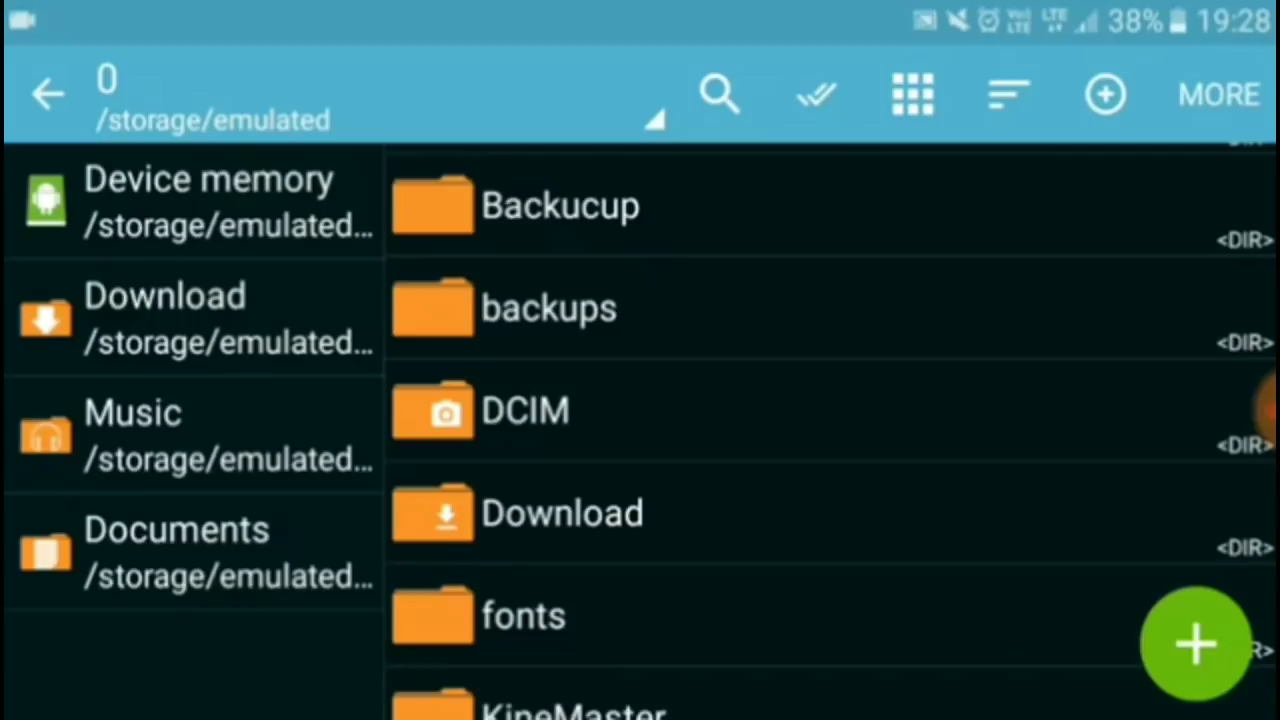 38% 19:28
0
/storage/emulated
MORE
Device memory
/storage/emulated...
Download
/storage/emulated...
Music
/storage/emulated...
Documents
/storage/emulated...
Backucup
<DIR>
backups
<DIR>
DCIM
<DIR>
Download
<DIR>
fonts
R>
KineMaster